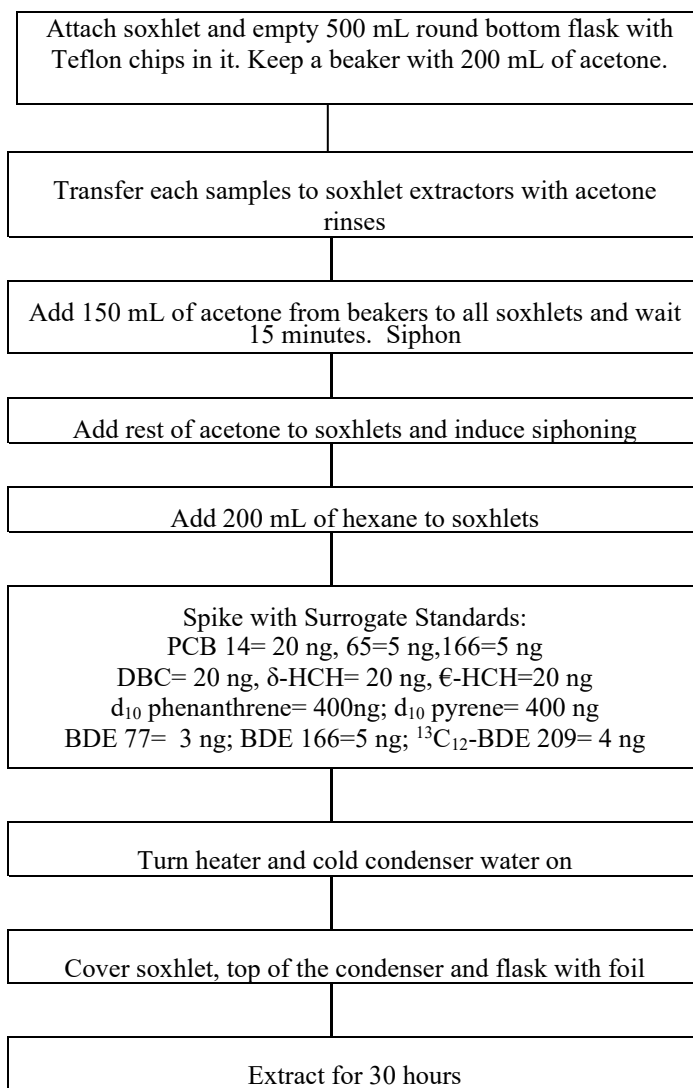 Attach soxhlet and empty 500 mL round bottom flask with
Teflon chips in it. Keep a beaker with 200 mL of acetone.
Transfer each samples to soxhlet extractors with acetone
rinses
Add 150 mL of acetone from beakers to all soxhlets and wait
15 minutes.  Siphon
Add rest of acetone to soxhlets and induce siphoning
Add 200 mL of hexane to soxhlets
Spike with Surrogate Standards:
PCB 14= 20 ng, 65=5 ng,166=5 ng
DBC= 20 ng, δ-HCH= 20 ng, €-HCH=20 ng
d₁₀ phenanthrene= 400ng; d₁₀ pyrene= 400 ng
BDE 77=  3 ng; BDE 166=5 ng; ¹³C₁₂-BDE 209= 4 ng
Turn heater and cold condenser water on
Cover soxhlet, top of the condenser and flask with foil
Extract for 30 hours